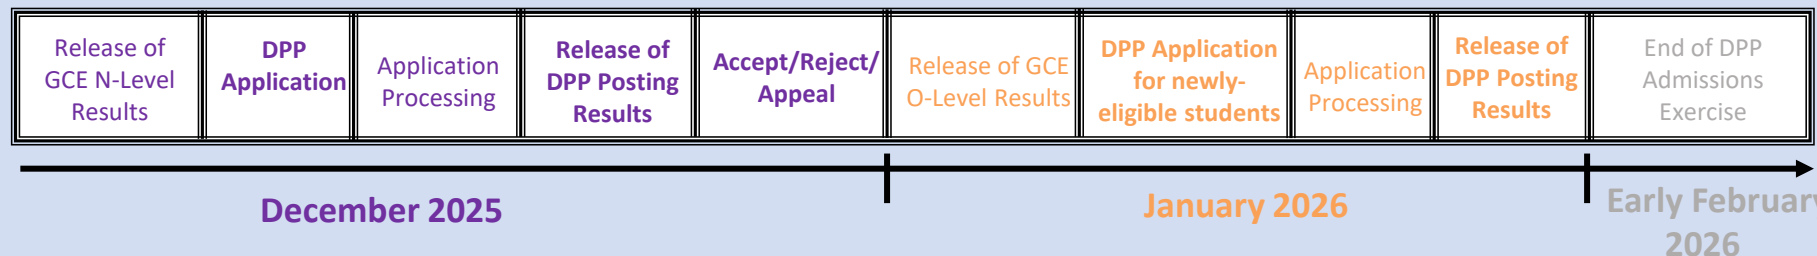 Release of
GCE N-Level
Results
DPP
Application
Application
Processing
Release of
DPP Posting
Results
Accept/Reject/
Appeal
Release of GCE
O-Level Results
DPP Application
for newly-
eligible students
Application
Processing
Release of
DPP Posting
Results
End of DPP
Admissions
Exercise
December 2025
January 2026
Early February
2026